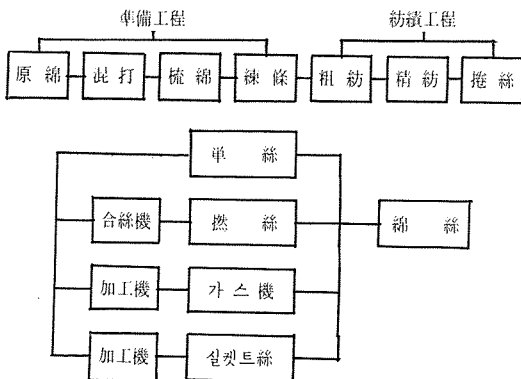 準備工程 紡績工程
原綿 混打 梳綿 練條 粗紡 精紡 捲絲
単絲
合絲機 撚絲 綿絲
加工機 가스機
加工機 실켓트絲